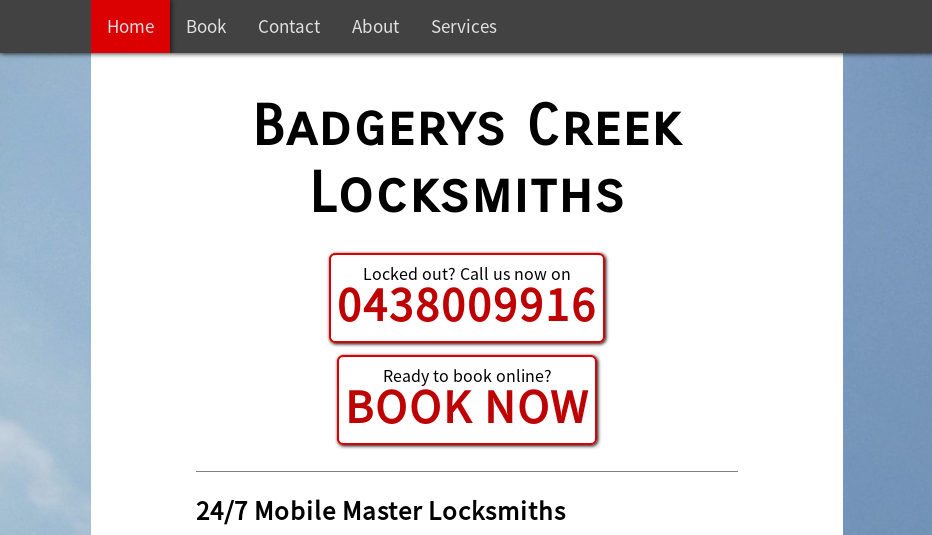 Home Book Contact About Services
Badgerys Creek
Locksmiths
Locked out? Call us now on
0438009916
Ready to book online?
BOOK NOW
24/7 Mobile Master Locksmiths